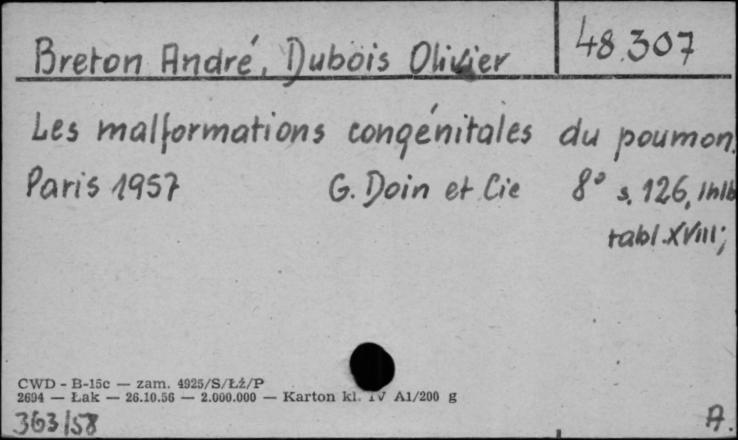 Breton André, Dubois Olivier
48.307
Les malformations congénitales du poumon.
Paris 1957 G. Doin et Cie 8° s. 126,
tabl. XVIII;
CWD - B-15c — zam. 4925/S/Łż/P
2694 — Łak — 26.10.56 — 2.000.000 — Karton kl. IV A1/200 g
363/58
A.